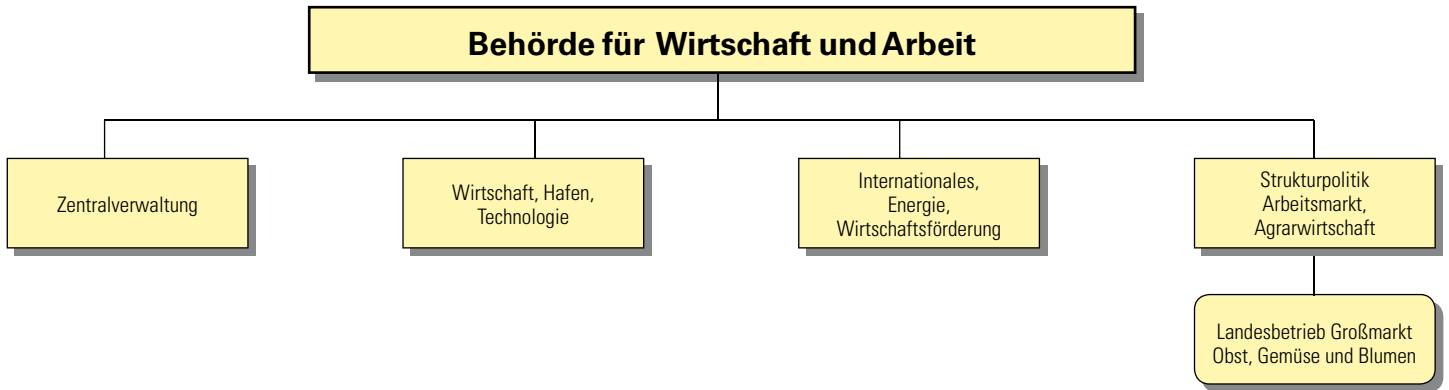 Behörde für Wirtschaft und Arbeit
Zentralverwaltung
Wirtschaft, Hafen,
Technologie
Internationales,
Energie,
Wirtschaftsförderung
Strukturpolitik
Arbeitsmarkt,
Agrarwirtschaft
Landesbetrieb Großmarkt
Obst, Gemüse und Blumen